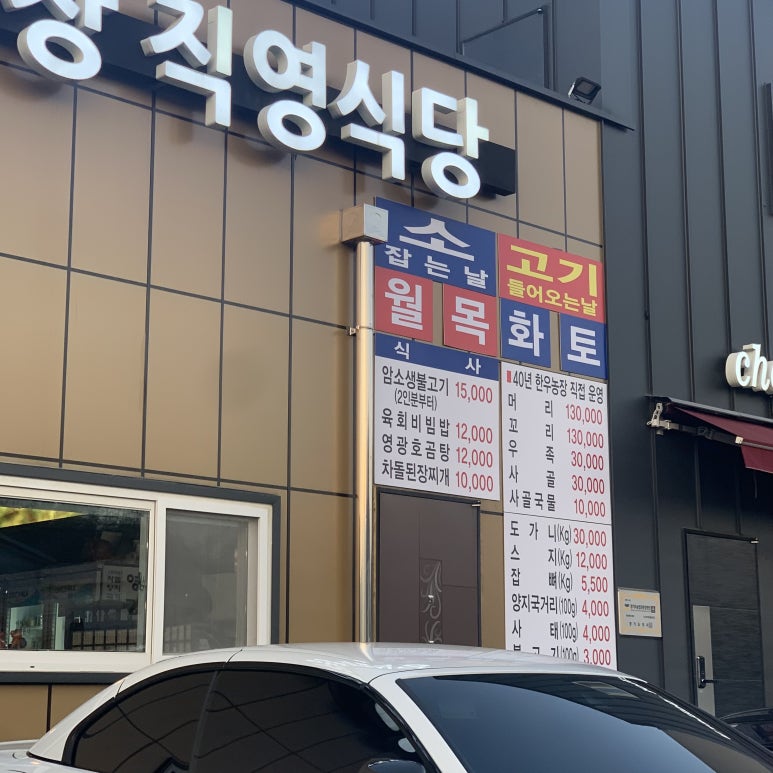 장직영식당
소
잡는날
월 목
고기
들어오는날
화 토
식 사
암소생불고기 15,000
(2인분부터)
육회비빔밥 12,000
영광호곰탕 12,000
차돌된장찌개 10,000
40년 한우농장 직접 운영
머 리 130,000
꼬 리 130,000
우 족 30,000
사 골 30,000
사골국물 10,000
도 가 니(Kg) 30,000
스 지(Kg) 12,000
잡 뼈(Kg) 5,500
양지국거리(100g) 4,000
사 태(100g) 4,000
불 고 기(100g) 3,000